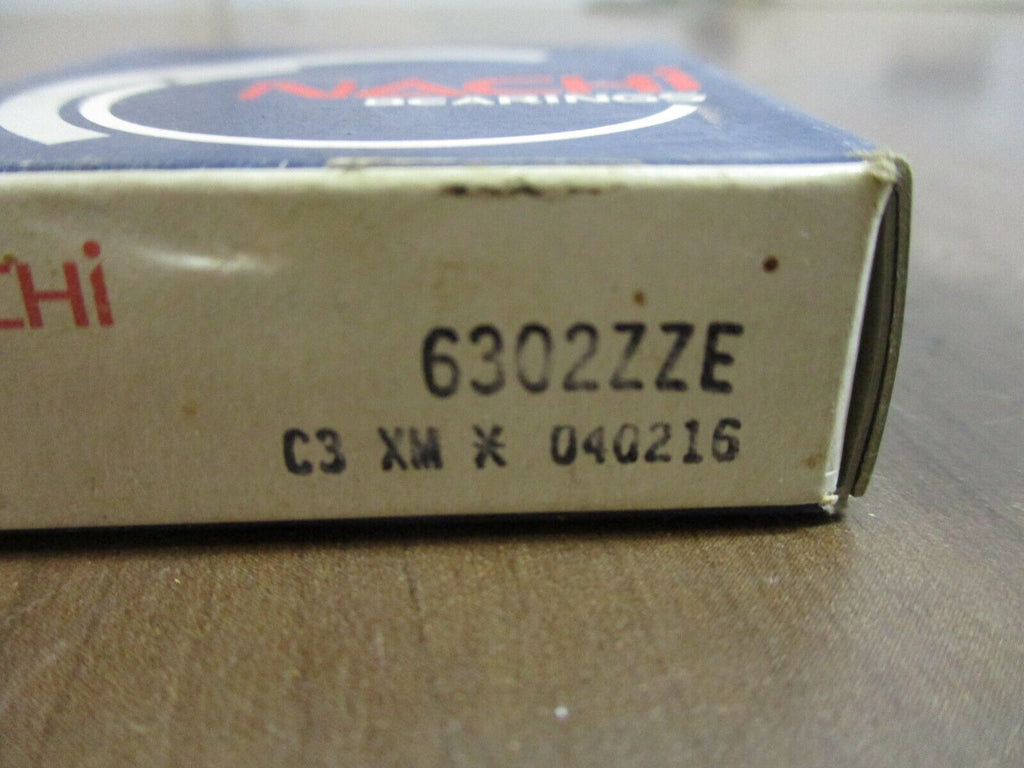 NACHi
BEARINGS
CHi
6302ZZE
C3 XM * 040216